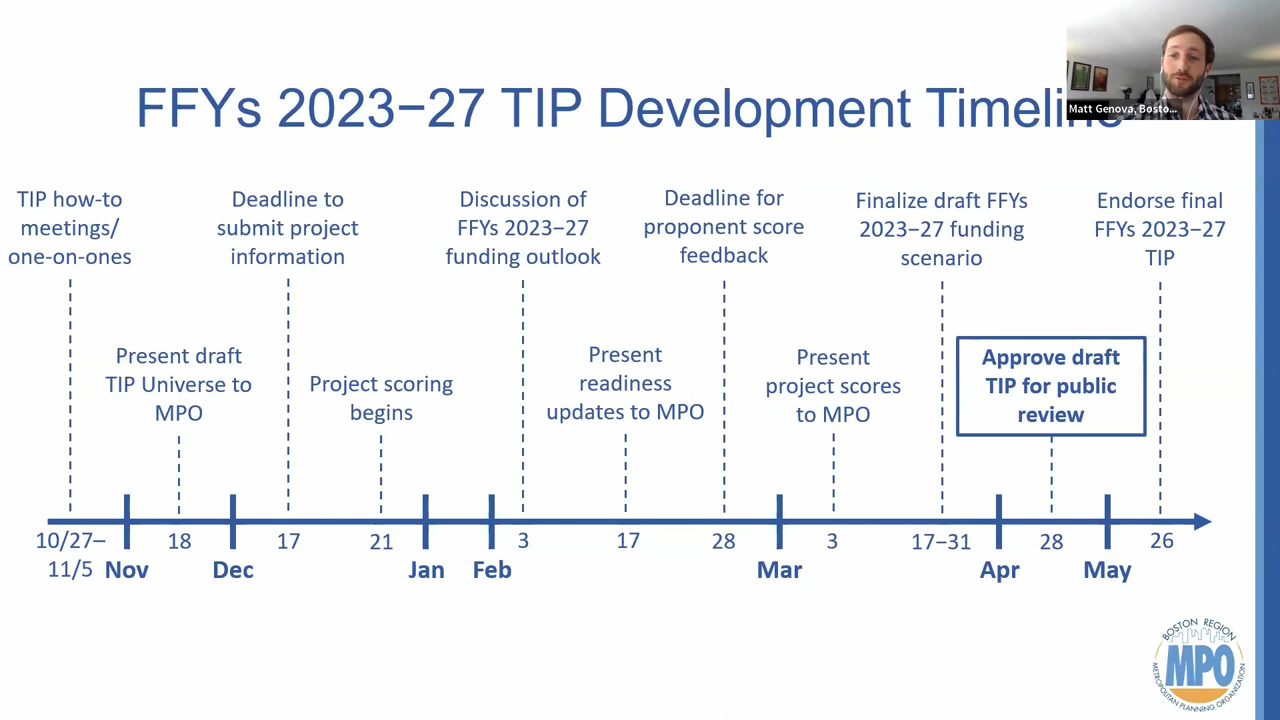 FFYs 2023–27 TIP Development Timeline
Matt Genova, Bosto...
TIP how-to
meetings/
one-on-ones
Deadline to
submit project
information
Discussion of
FFYs 2023–27
funding outlook
Deadline for
proponent score
feedback
Finalize draft FFYs
2023–27 funding
scenario
Endorse final
FFYs 2023–27
TIP
Present draft
TIP Universe to
MPO
Project scoring
begins
Present
readiness
updates to MPO
Present
project scores
to MPO
Approve draft
TIP for public
review
10/27–
11/5
Nov
18
Dec
17
21
Jan
Feb
3
17
28
Mar
3
17–31
Apr
28
May
26
BOSTON REGION
MPO
METROPOLITAN PLANNING ORGANIZATION